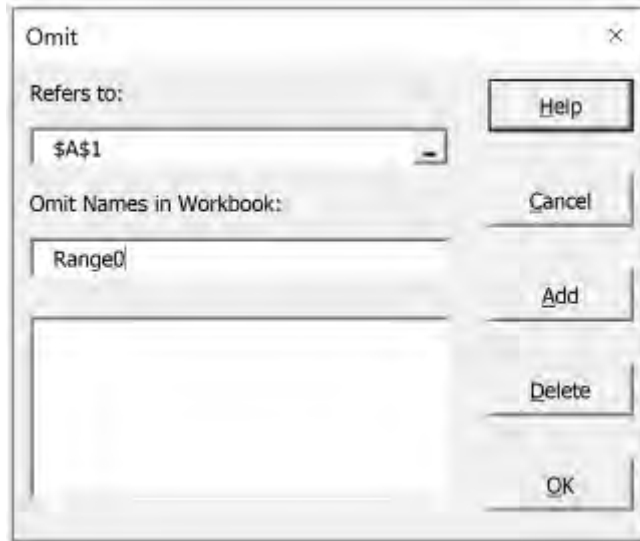 Omit
Refers to:
Help
$A$1
Omit Names in Workbook:
Cancel
Range0
Add
Delete
OK